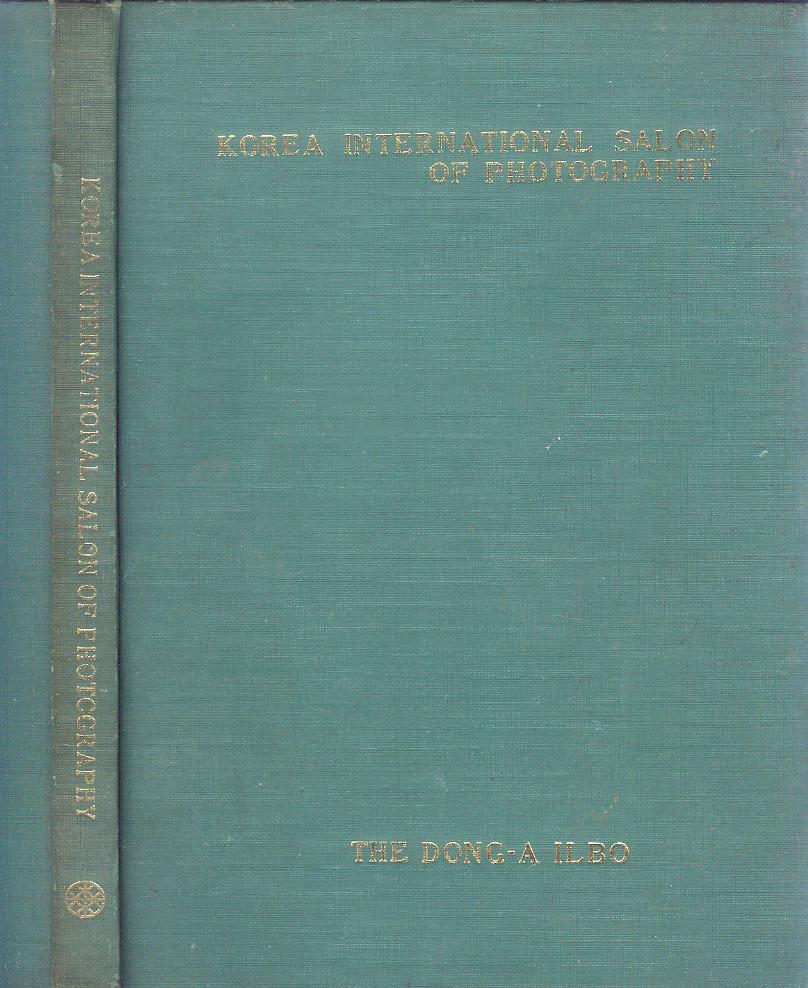 KOREA INTERNATIONAL SALON
OF PHOTOGRAPHY
THE DONG-A ILBO
KOREA INTERNATIONAL SALON OF PHOTOGRAPHY